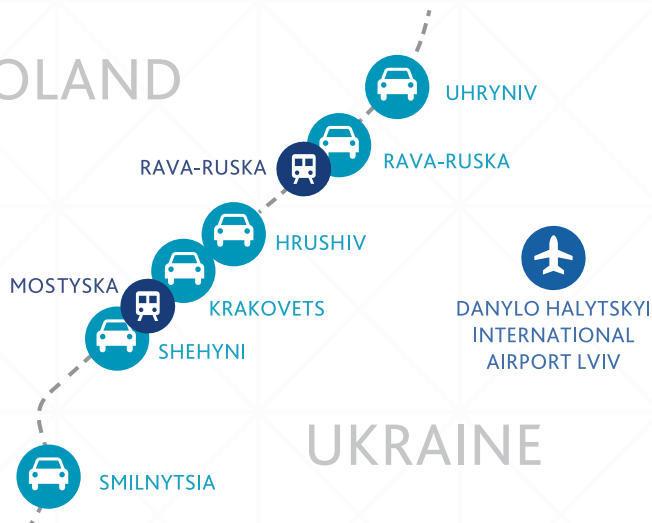 OLAND
UHRYNIV
RAVA-RUSKA
RAVA-RUSKA
HRUSHIV
MOSTYSKA
KRAKOVETS
DANYLO HALYTSKYI
INTERNATIONAL
AIRPORT LVIV
SHEHYNI
UKRAINE
SMILNYTSIA